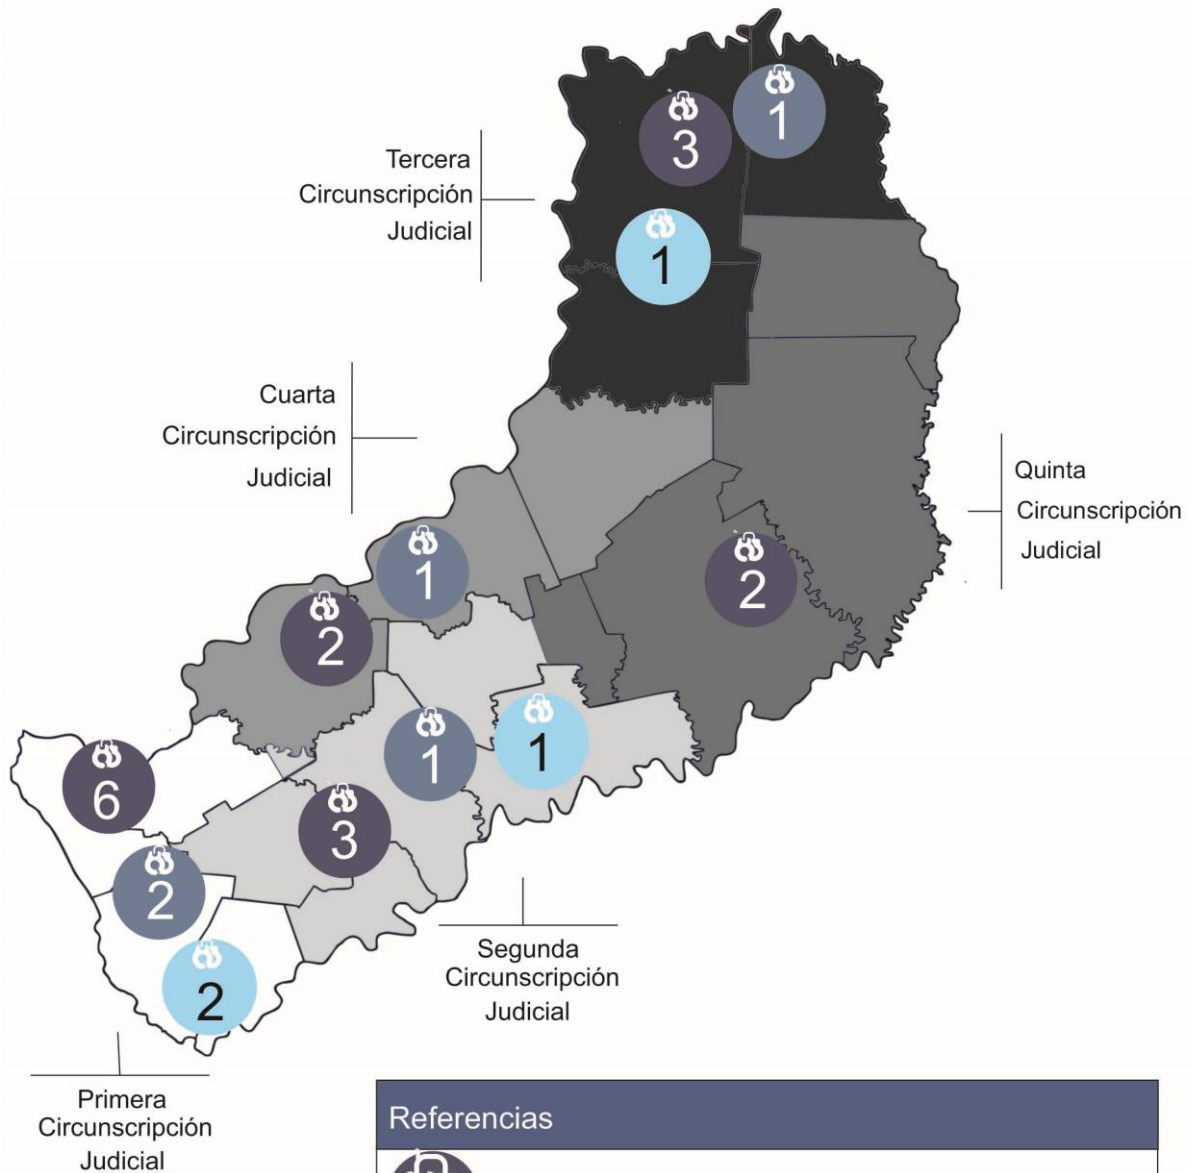 3
1
Tercera
Circunscripción
Judicial
1
Cuarta
Circunscripción
Judicial
Quinta
Circunscripción
Judicial
1
2
2
1
1
6
3
2
2
Segunda
Circunscripción
Judicial
Primera
Circunscripción
Judicial
Referencias